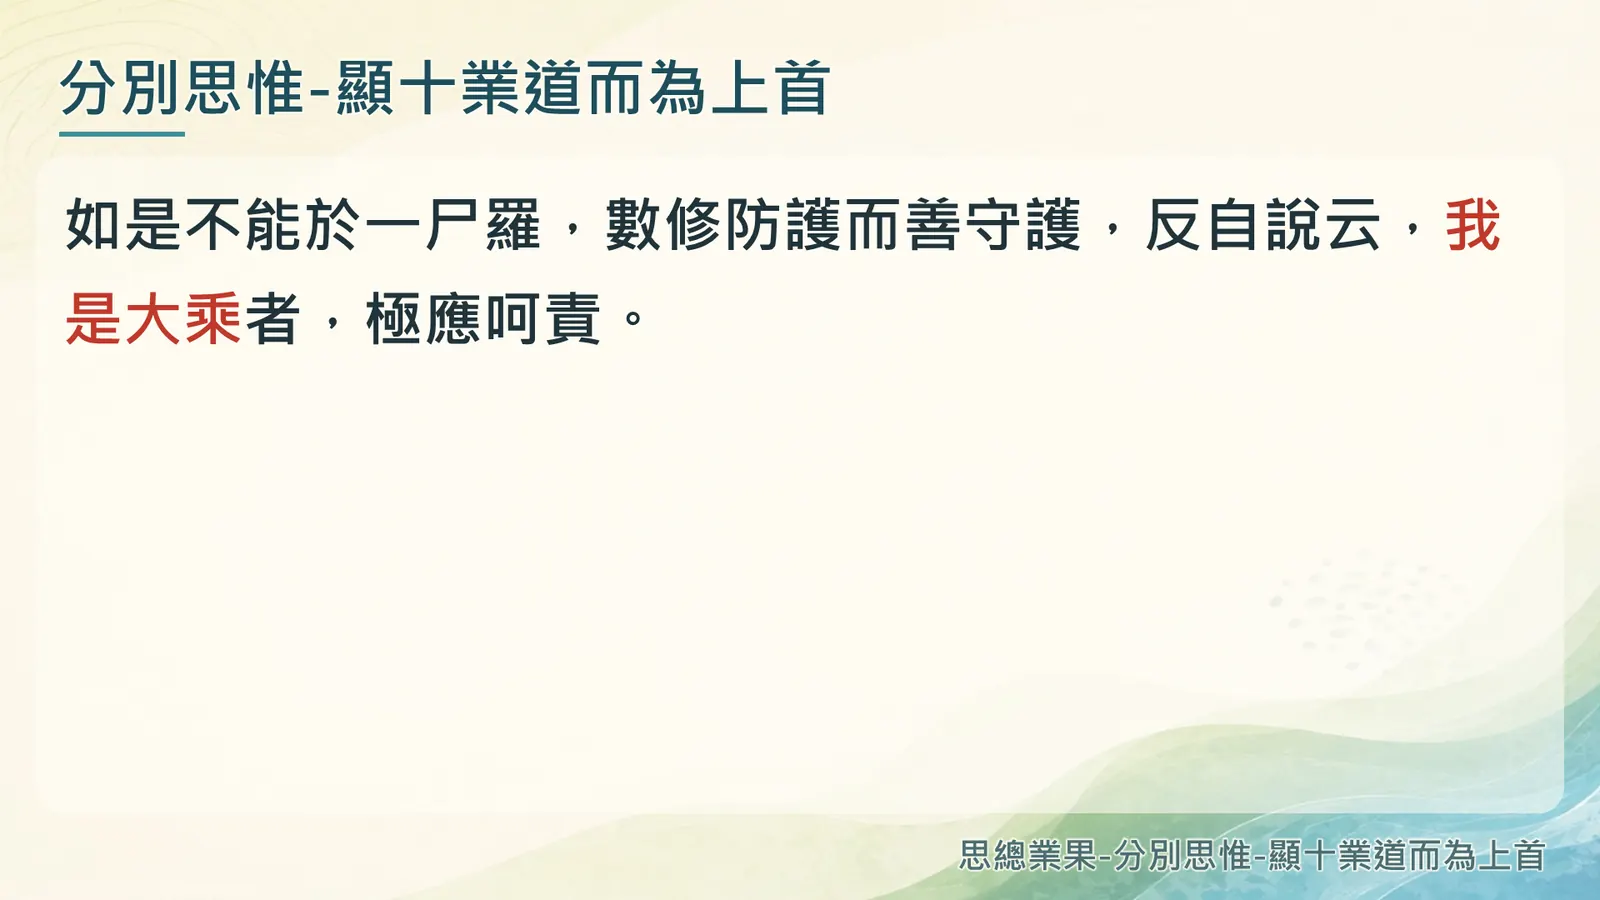 分別思惟-顯十業道而為上首
如是不能於一尸羅，數修防護而善守護，反自說云，我
是大乘者，極應呵責。
思總業果-分別思惟-顯十業道而為上首